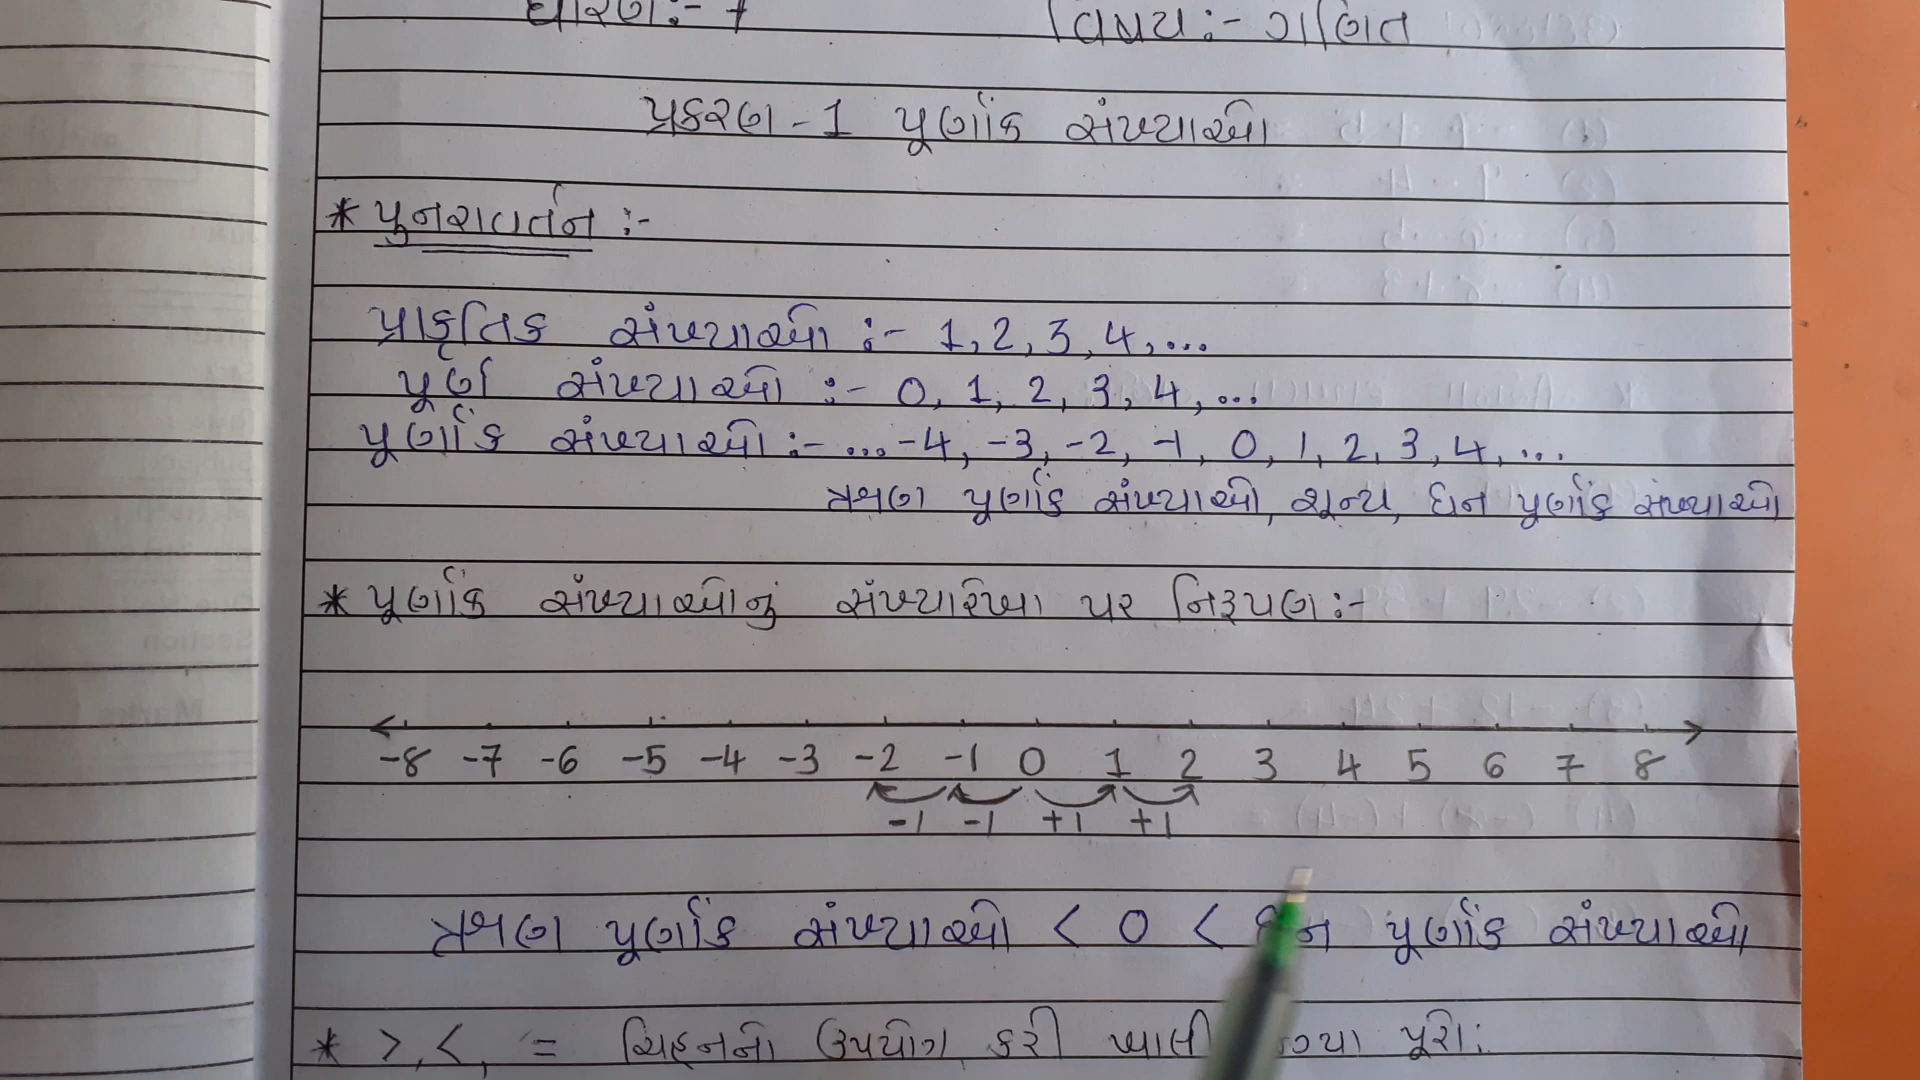 ધોરણ:- 7 વિષય:- ગણિત
પ્રકરણ-1 પૂર્ણાંક સંખ્યાઓ
* પુનરાવર્તન :-
પ્રાકૃતિક સંખ્યાઓ :- 1, 2, 3, 4, ...
પૂર્ણ સંખ્યાઓ :- 0, 1, 2, 3, 4, ...
પૂર્ણાંક સંખ્યાઓ :- ... -4, -3, -2, -1, 0, 1, 2, 3, 4, ...
ઋણ પૂર્ણાંક સંખ્યાઓ, શૂન્ય, ધન પૂર્ણાંક સંખ્યાઓ
* પૂર્ણાંક સંખ્યાઓનું સંખ્યારેખા પર નિરૂપણ :-
-8 -7 -6 -5 -4 -3 -2 -1 0 1 2 3 4 5 6 7 8
-1 -1 +1 +1
ઋણ પૂર્ણાંક સંખ્યાઓ < 0 < ધન પૂર્ણાંક સંખ્યાઓ
* >, <, = ચિહ્નનો ઉપયોગ કરી ખાલી જગ્યા પૂરો: